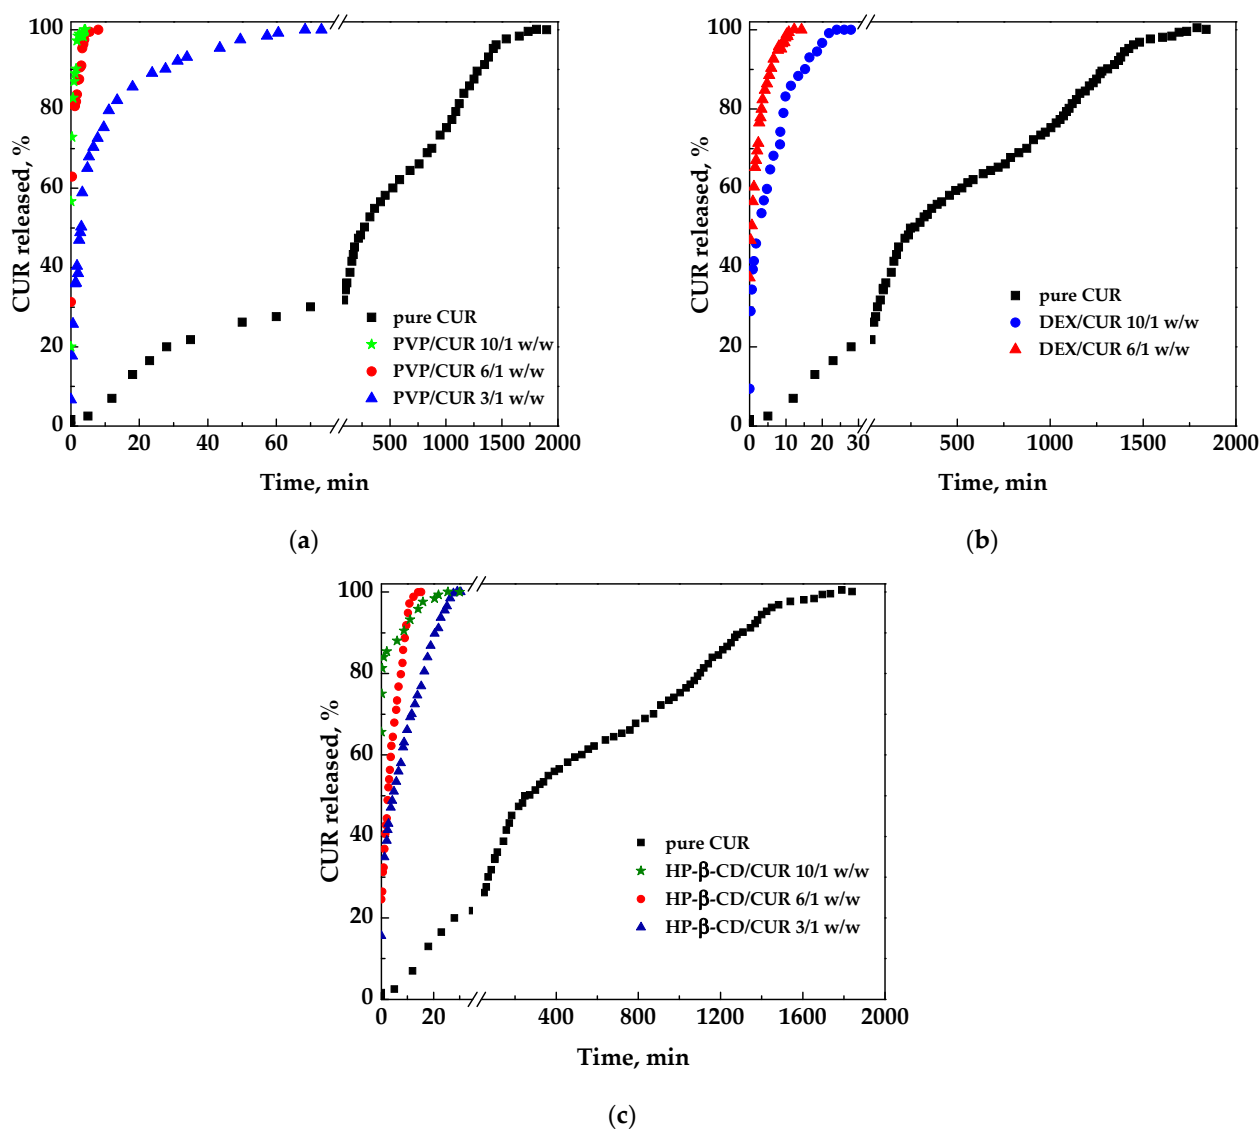 CUR released, %
100
80
60
40
20
0
pure CUR
PVP/CUR 10/1 w/w
PVP/CUR 6/1 w/w
PVP/CUR 3/1 w/w
0 20 40 60 500 1000 1500 2000
Time, min
(a)
CUR released, %
100
80
60
40
20
0
pure CUR
DEX/CUR 10/1 w/w
DEX/CUR 6/1 w/w
0 10 20 30 500 1000 1500 2000
Time, min
(b)
CUR released, %
100
80
60
40
20
0
pure CUR
HP-β-CD/CUR 10/1 w/w
HP-β-CD/CUR 6/1 w/w
HP-β-CD/CUR 3/1 w/w
0 20 400 800 1200 1600 2000
Time, min
(c)